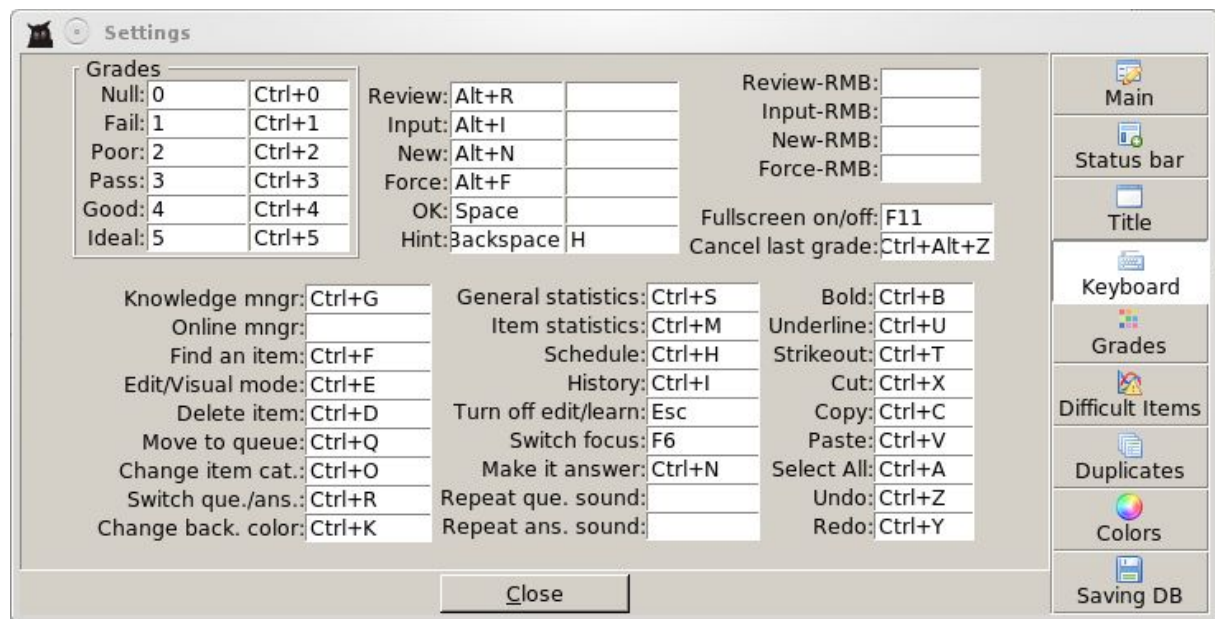 Settings
Grades
Null: 0 Ctrl+0
Fail: 1 Ctrl+1
Poor: 2 Ctrl+2
Pass: 3 Ctrl+3
Good: 4 Ctrl+4
Ideal: 5 Ctrl+5
Review: Alt+R
Input: Alt+I
New: Alt+N
Force: Alt+F
OK: Space
Hint: Backspace H
Review-RMB:
Input-RMB:
New-RMB:
Force-RMB:
Fullscreen on/off: F11
Cancel last grade: Ctrl+Alt+Z
Knowledge mngr: Ctrl+G
Online mngr:
Find an item: Ctrl+F
Edit/Visual mode: Ctrl+E
Delete item: Ctrl+D
Move to queue: Ctrl+Q
Change item cat.: Ctrl+O
Switch que./ans.: Ctrl+R
Change back. color: Ctrl+K
General statistics: Ctrl+S
Item statistics: Ctrl+M
Schedule: Ctrl+H
History: Ctrl+I
Turn off edit/learn: Esc
Switch focus: F6
Make it answer: Ctrl+N
Repeat que. sound:
Repeat ans. sound:
Bold: Ctrl+B
Underline: Ctrl+U
Strikeout: Ctrl+T
Cut: Ctrl+X
Copy: Ctrl+C
Paste: Ctrl+V
Select All: Ctrl+A
Undo: Ctrl+Z
Redo: Ctrl+Y
Close
Main
Status bar
Title
Keyboard
Grades
Difficult Items
Duplicates
Colors
Saving DB